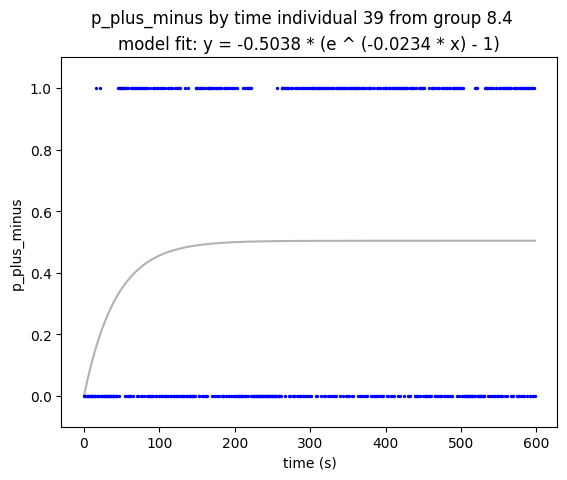 p_plus_minus by time individual 39 from group 8.4
model fit: y = -0.5038 * (e ^ (-0.0234 * x) - 1)
1.0
0.8
0.6
0.4
0.2
0.0
p_plus_minus
0 100 200 300 400 500 600
time (s)